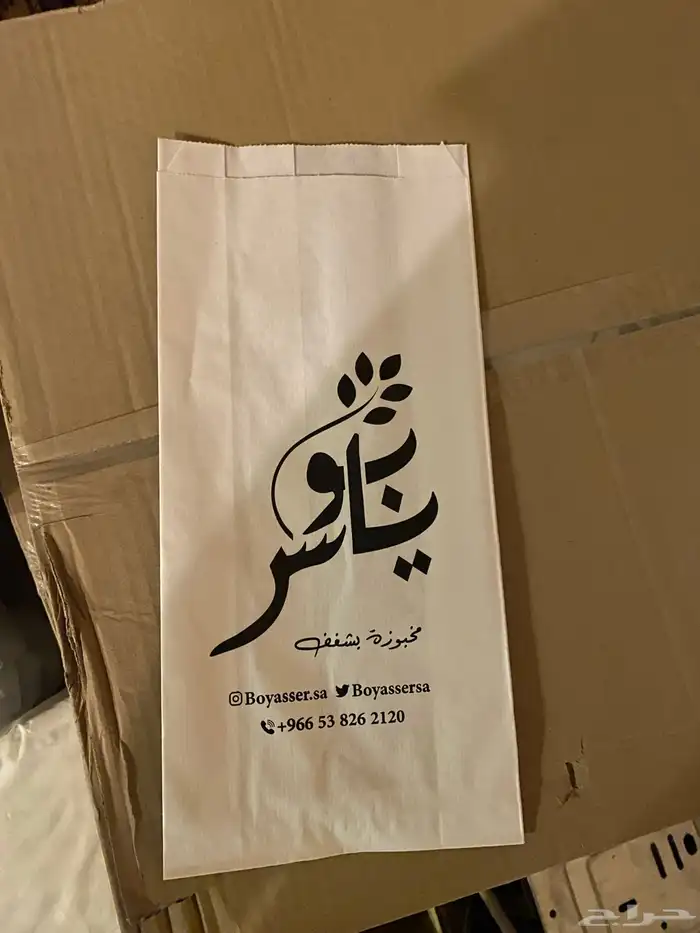 بو
ياسر
مخبوزة بشغف
Boyasser.sa Boyassersa
+966 53 826 2120
حراج